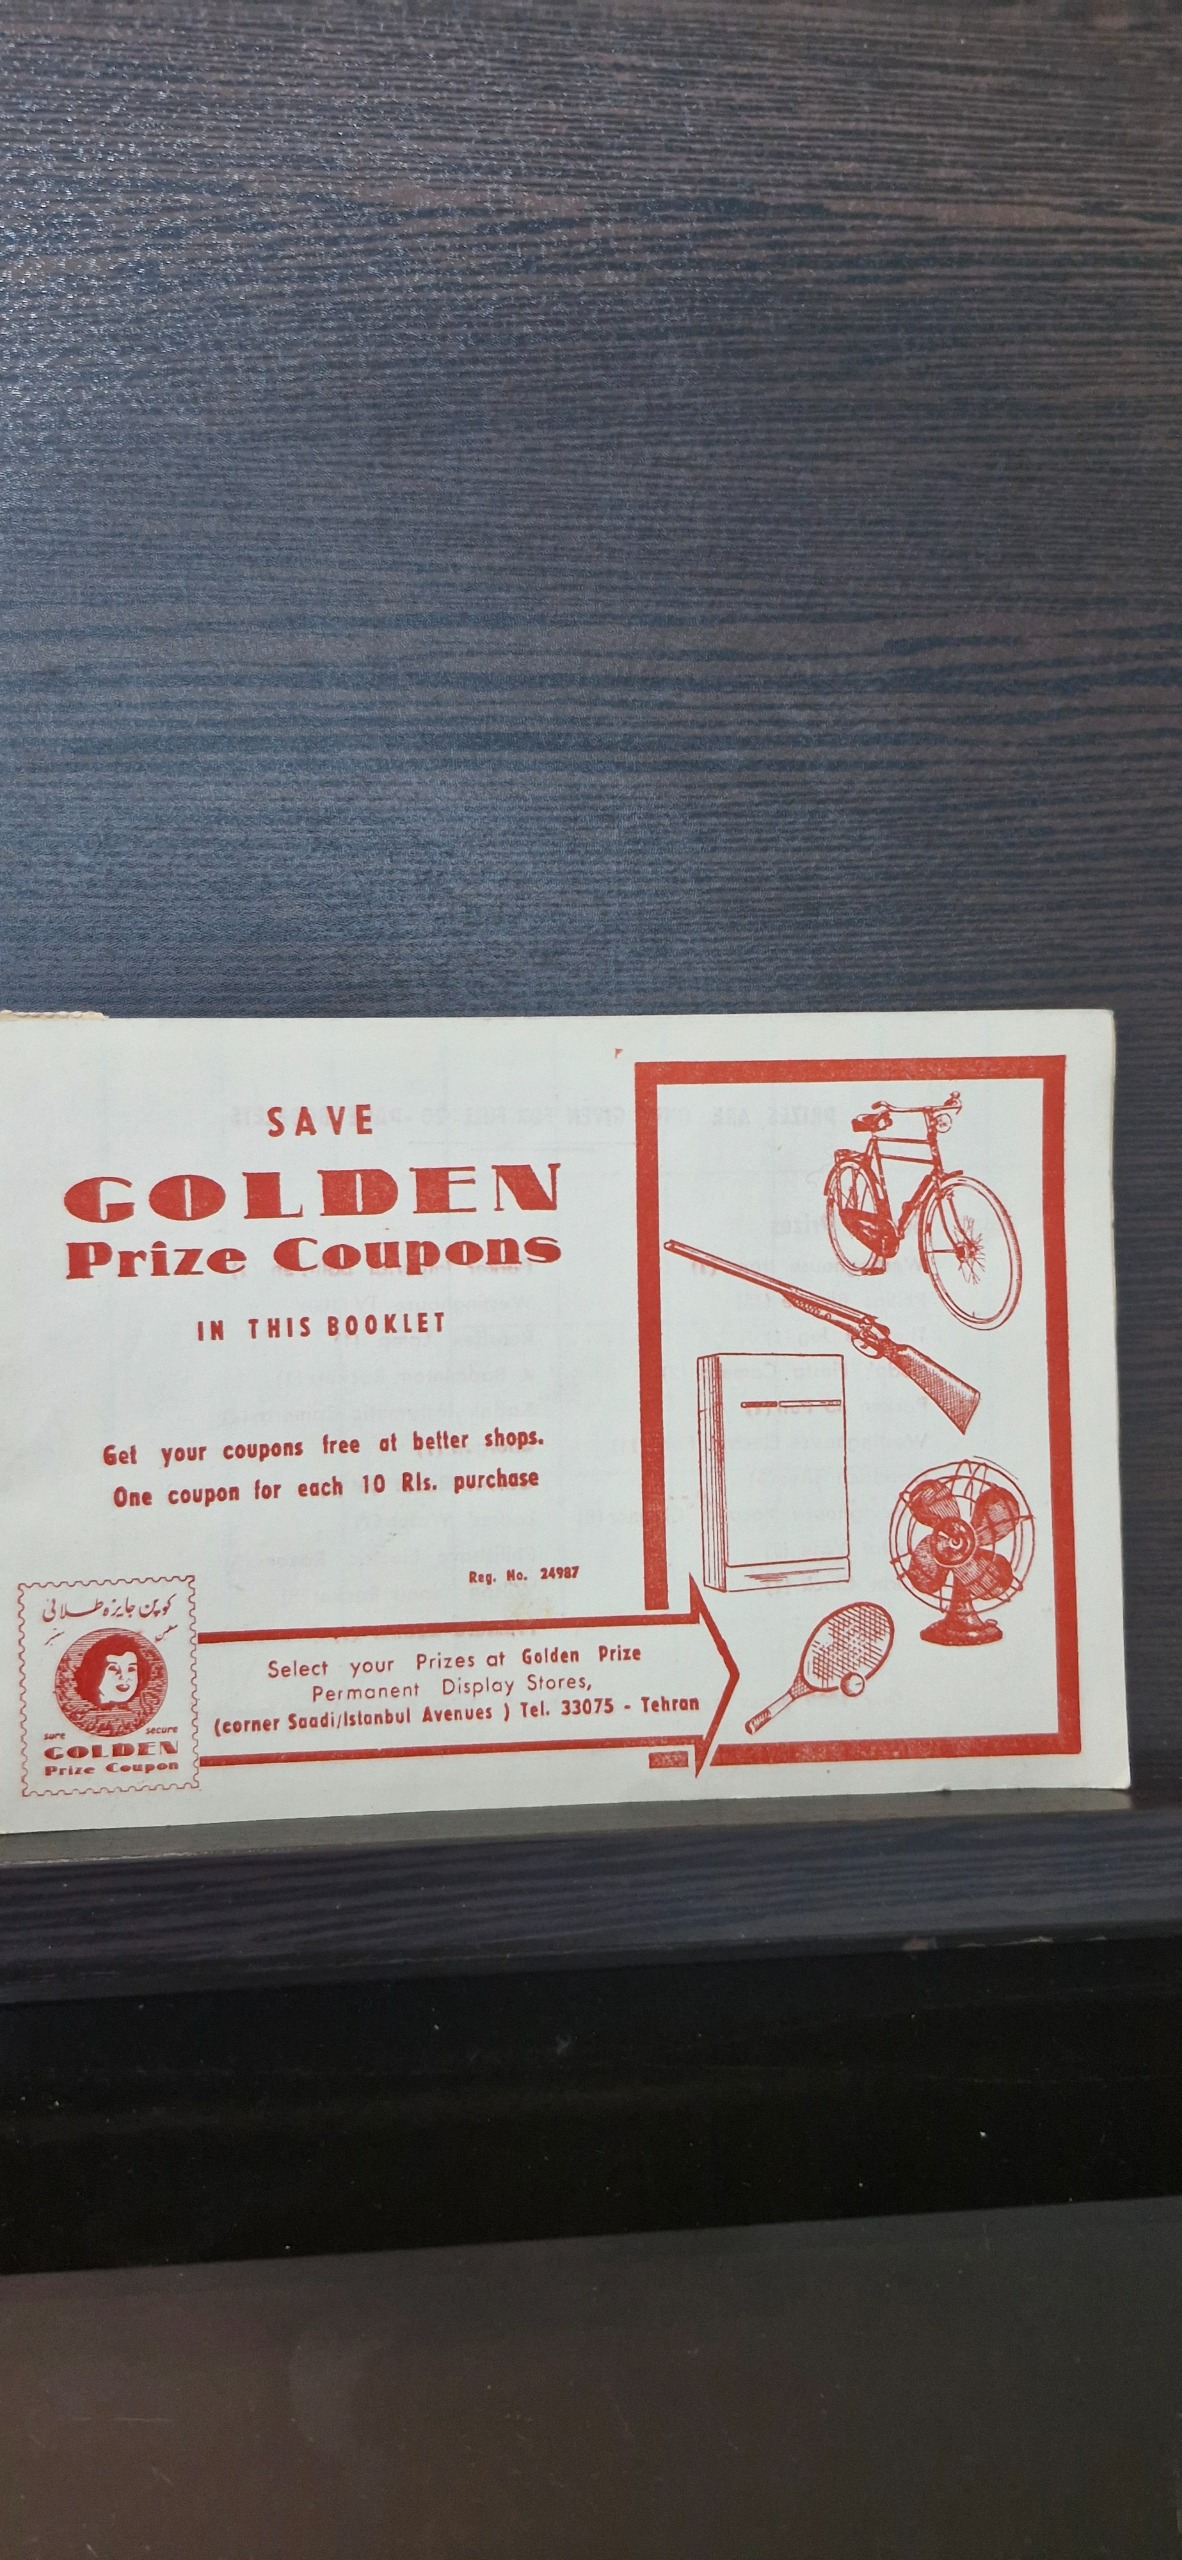 SAVE
GOLDEN
Prize Coupons
IN THIS BOOKLET
Get your coupons free at better shops.
One coupon for each 10 Rls. purchase
Reg. No. 24987
Select your Prizes at Golden Prize
Permanent Display Stores,
(corner Saadi/Istanbul Avenues ) Tel. 33075 - Tehran
کوپن جایزه طلائی
sure secure
GOLDEN
Prize Coupon